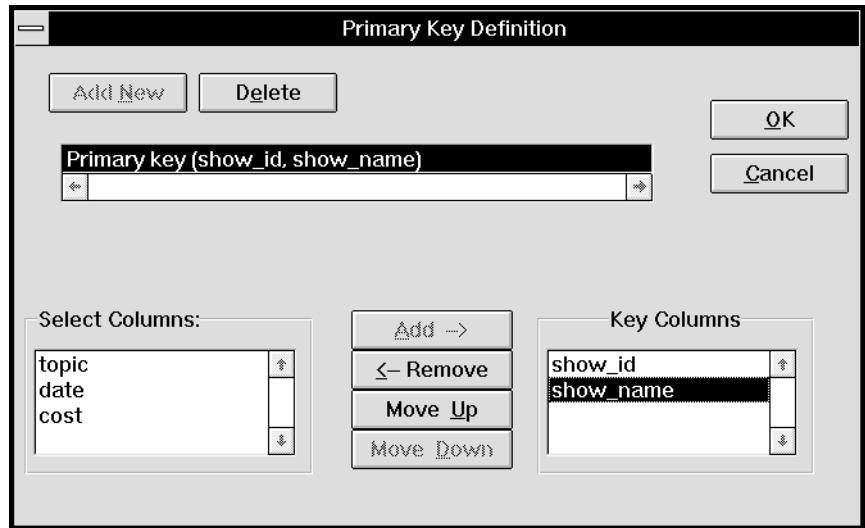 Primary Key Definition
Add New
Delete
OK
Primary key (show_id, show_name)
Cancel
Select Columns:
Key Columns
Add -->
topic
date
cost
<– Remove
Move Up
Move Down
show_id
show_name